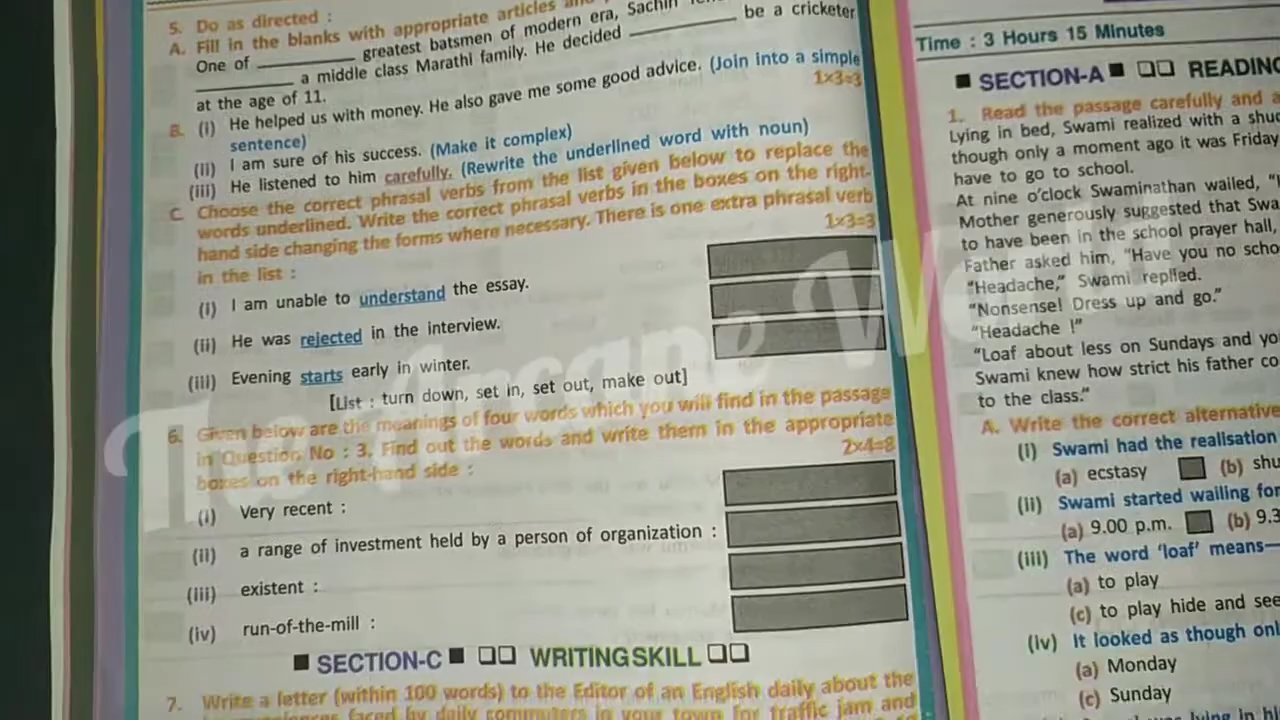 5. Do as directed :
A. Fill in the blanks with appropriate articles
One of ________ greatest batsmen of modern era, Sachin
________ a middle class Marathi family. He decided ________ be a cricketer
at the age of 11.
B. (i) He helped us with money. He also gave me some good advice. (Join into a simple
sentence) 1×3=3
(ii) I am sure of his success. (Make it complex)
(iii) He listened to him carefully. (Rewrite the underlined word with noun)
C. Choose the correct phrasal verbs from the list given below to replace the
words underlined. Write the correct phrasal verbs in the boxes on the right-
hand side changing the forms where necessary. There is one extra phrasal verb
in the list : 1×3=3
(i) I am unable to understand the essay.
(ii) He was rejected in the interview.
(iii) Evening starts early in winter.
[List : turn down, set in, set out, make out]
6. Given below are the meanings of four words which you will find in the passage
in Question No : 3. Find out the words and write them in the appropriate
boxes on the right-hand side : 2×4=8
(i) Very recent :
(ii) a range of investment held by a person of organization :
(iii) existent :
(iv) run-of-the-mill :
SECTION-C WRITING SKILL
7. Write a letter (within 100 words) to the Editor of an English daily about the
faced by daily commuters in your town for traffic jam and
Time : 3 Hours 15 Minutes
SECTION-A READING
1. Read the passage carefully and
Lying in bed, Swami realized with a
though only a moment ago it was Friday
have to go to school.
At nine o'clock Swaminathan wailed,
Mother generously suggested that
to have been in the school prayer hall,
Father asked him, "Have you no
"Headache," Swami replied.
"Nonsense! Dress up and go."
"Headache !"
"Loaf about less on Sundays and
Swami knew how strict his father
to the class."
A. Write the correct alternative
(i) Swami had the realisation
(a) ecstasy (b)
(ii) Swami started wailing for
(a) 9.00 p.m. (b)
(iii) The word 'loaf' means—
(a) to play
(c) to play hide and
(iv) It looked as though
(a) Monday
(c) Sunday
The Arcane